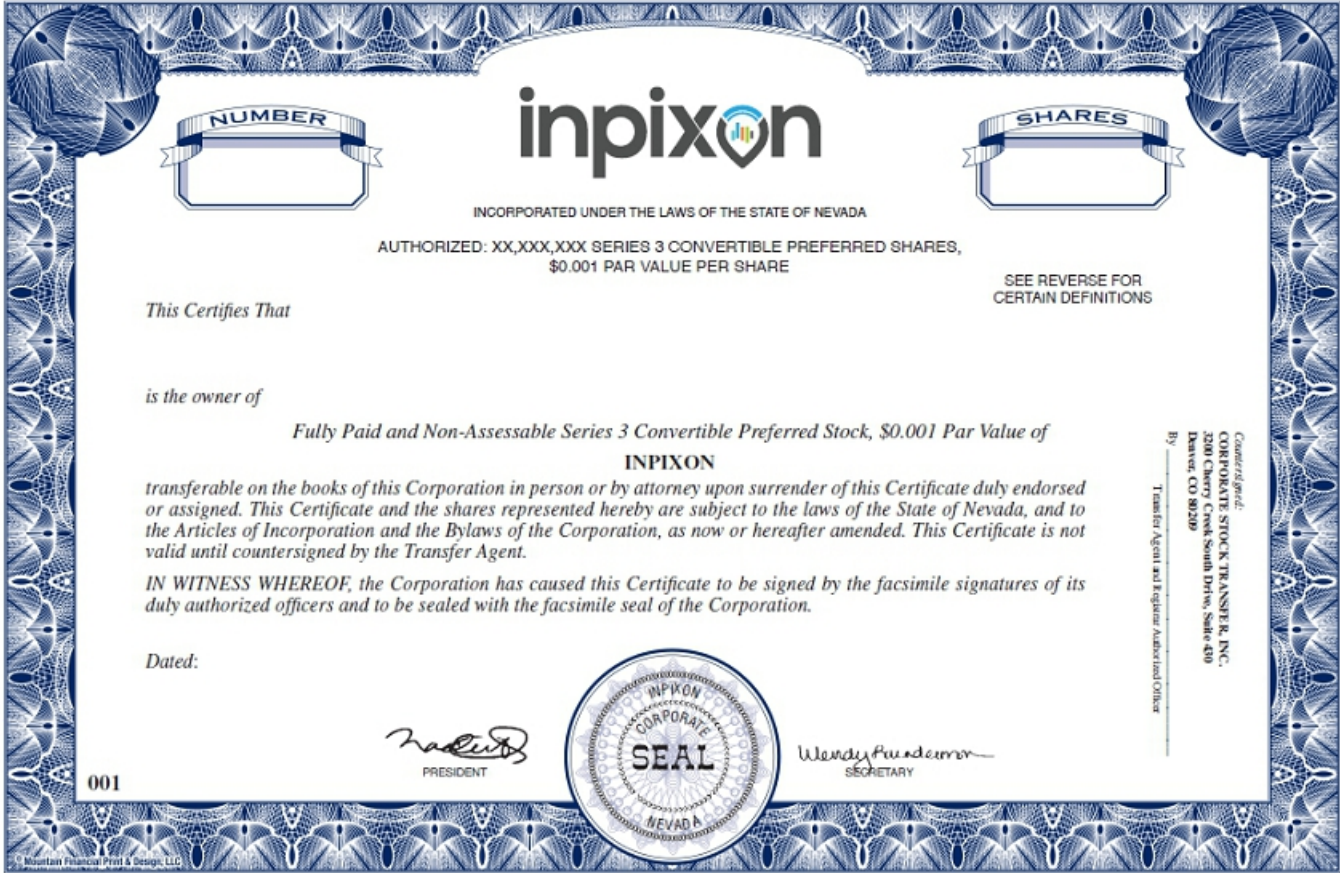 NUMBER
inpixon
SHARES
INCORPORATED UNDER THE LAWS OF THE STATE OF NEVADA
AUTHORIZED: XX,XXX,XXX SERIES 3 CONVERTIBLE PREFERRED SHARES,
$0.001 PAR VALUE PER SHARE
SEE REVERSE FOR
CERTAIN DEFINITIONS
This Certifies That
is the owner of
Fully Paid and Non-Assessable Series 3 Convertible Preferred Stock, $0.001 Par Value of
INPIXON
transferable on the books of this Corporation in person or by attorney upon surrender of this Certificate duly endorsed
or assigned. This Certificate and the shares represented hereby are subject to the laws of the State of Nevada, and to
the Articles of Incorporation and the Bylaws of the Corporation, as now or hereafter amended. This Certificate is not
valid until countersigned by the Transfer Agent.
IN WITNESS WHEREOF, the Corporation has caused this Certificate to be signed by the facsimile signatures of its
duly authorized officers and to be sealed with the facsimile seal of the Corporation.
Dated:
Countersigned:
CORPORATE STOCK TRANSFER, INC.
3200 Cherry Creek South Drive, Suite 430
Denver, CO 80209
By
Transfer Agent and Registrar Authorized Officer
PRESIDENT
INPIXON
CORPORATE
SEAL
NEVADA
Wendy
SECRETARY
001
© Mountain Financial Print & Design, LLC